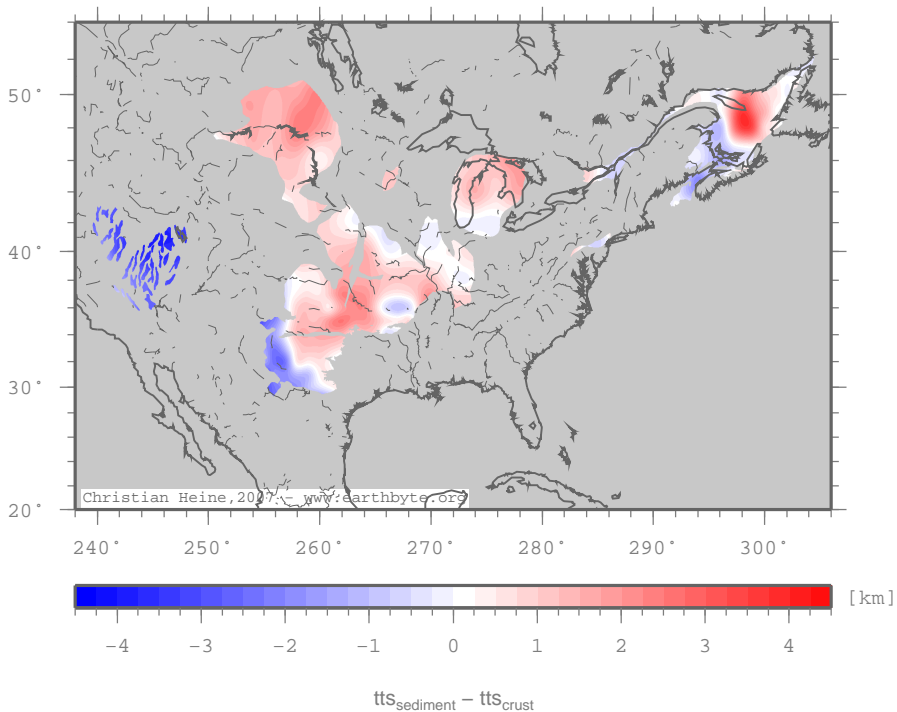 50°
40°
30°
20°
Christian Heine,2007 - www.earthbyte.org
240° 250° 260° 270° 280° 290° 300°
[km]
-4 -3 -2 -1 0 1 2 3 4
tts_sediment – tts_crust